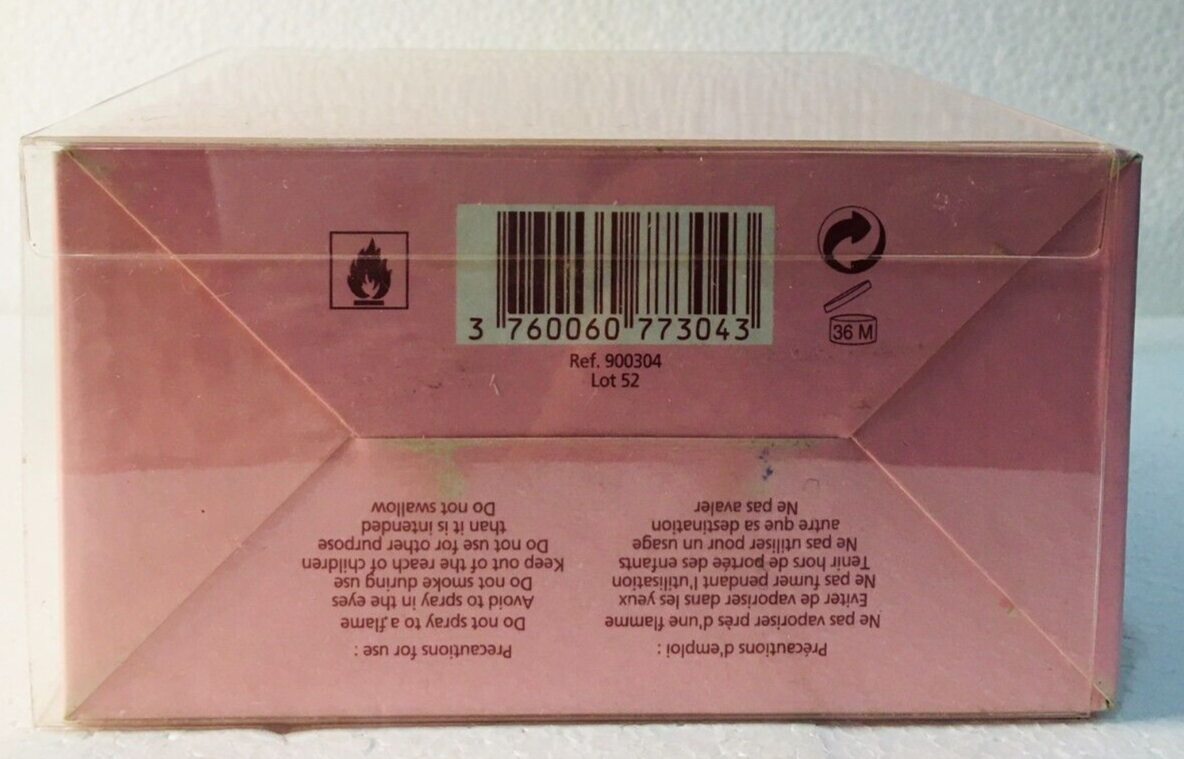 3 760060 773043
Ref. 900304
Lot 52
36 M
Précautions d'emploi :
Ne pas vaporiser près d'une flamme
Eviter de vaporiser dans les yeux
Ne pas fumer pendant l'utilisation
Tenir hors de portée des enfants
Ne pas utiliser pour un usage
autre que sa destination
Ne pas avaler
Precautions for use :
Do not spray to a flame
Avoid to spray in the eyes
Do not smoke during use
Keep out of the reach of children
Do not use for other purpose
than it is intended
Do not swallow